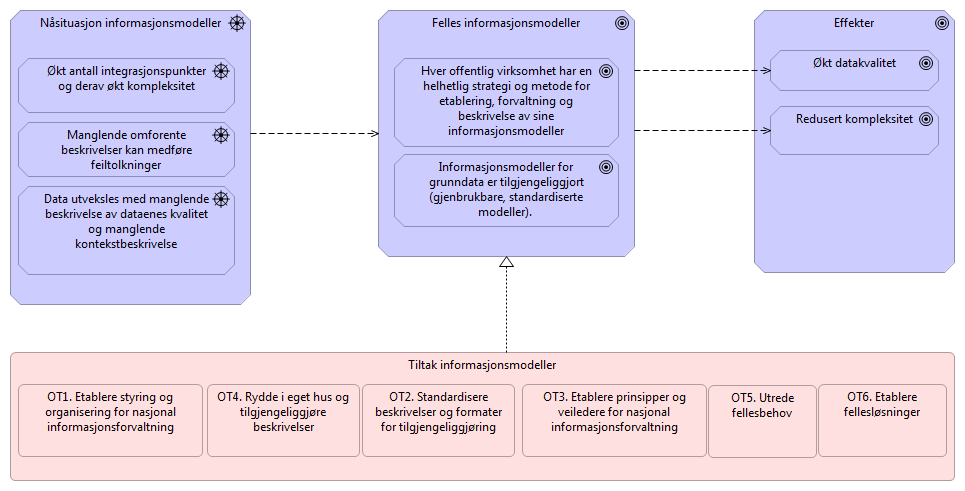 Nåsituasjon informasjonsmodeller
Økt antall integrasjonspunkter
og derav økt kompleksitet
Manglende omforente
beskrivelser kan medføre
feiltolkninger
Data utveksles med manglende
beskrivelse av dataenes kvalitet
og manglende
kontekstbeskrivelse
Felles informasjonsmodeller
Hver offentlig virksomhet har en
helhetlig strategi og metode for
etablering, forvaltning og
beskrivelse av sine
informasjonsmodeller
Informasjonsmodeller for
grunndata er tilgjengeliggjort
(gjenbrukbare, standardiserte
modeller).
Effekter
Økt datakvalitet
Redusert kompleksitet
Tiltak informasjonsmodeller
OT1. Etablere styring og
organisering for nasjonal
informasjonsforvaltning
OT4. Rydde i eget hus og
tilgjengeliggjøre
beskrivelser
OT2. Standardisere
beskrivelser og formater
for tilgjengeliggjøring
OT3. Etablere prinsipper og
veiledere for nasjonal
informasjonsforvaltning
OT5. Utrede
fellesbehov
OT6. Etablere
fellesløsninger